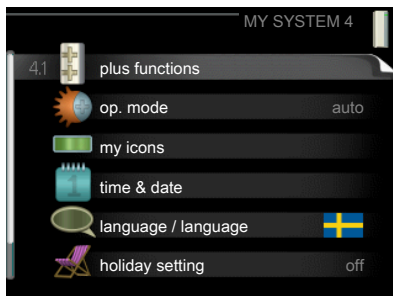 MY SYSTEM 4
4.1 plus functions
op. mode auto
my icons
1
time & date
language / language
holiday setting off